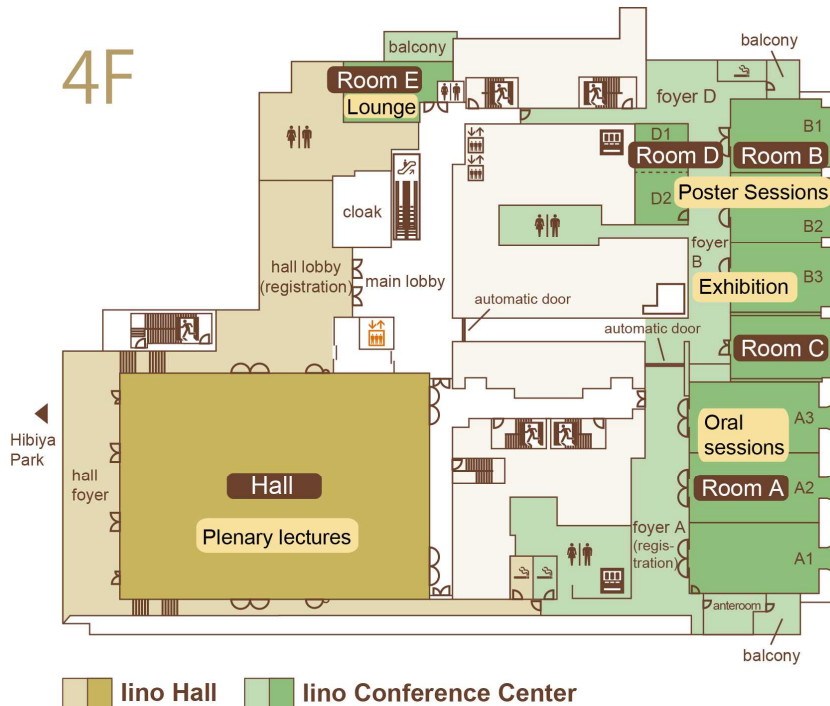 4F
balcony
Room E
Lounge
balcony
foyer D
B1
D1
Room D
Room B
D2
Poster Sessions
B2
cloak
foyer
B
hall lobby
(registration)
main lobby
B3
Exhibition
automatic door
automatic door
Room C
Hibiya
Park
Oral
sessions
A3
hall
foyer
Hall
Room A
A2
Plenary lectures
foyer A
(regis-
tration)
A1
anteroom
balcony
Iino Hall
Iino Conference Center